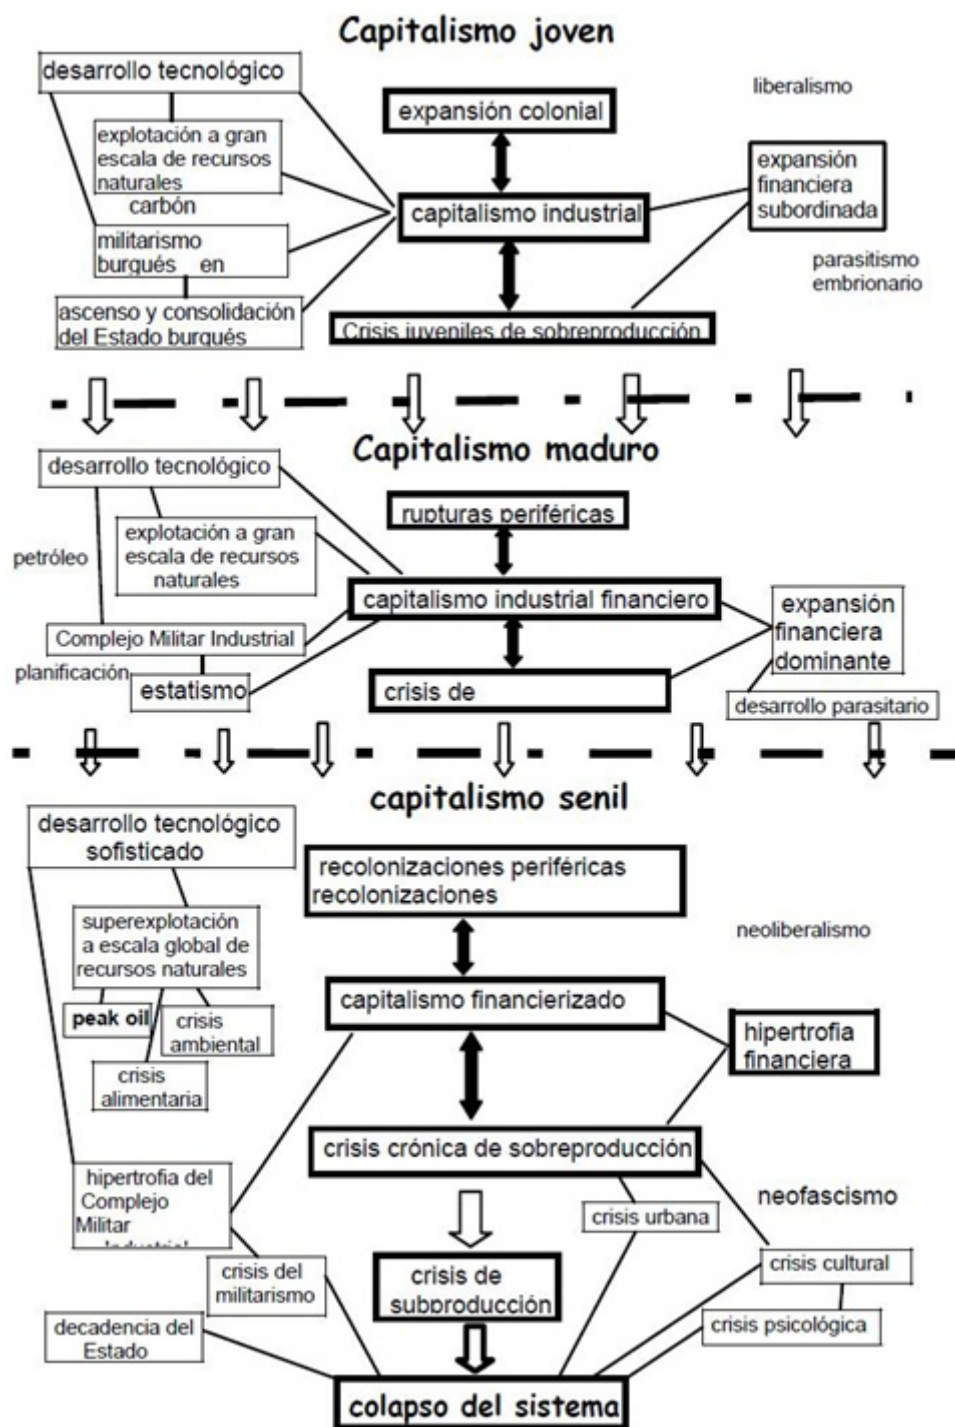 Capitalismo joven
desarrollo tecnológico
liberalismo
expansión colonial
explotación a gran
escala de recursos
naturales
carbón
expansión
financiera
subordinada
capitalismo industrial
militarismo
burgués en
parasitismo
embrionario
ascenso y consolidación
del Estado burgués
Crisis juveniles de sobreproducción
Capitalismo maduro
desarrollo tecnológico
rupturas periféricas
explotación a gran
escala de recursos
naturales
petróleo
capitalismo industrial financiero
expansión
financiera
dominante
Complejo Militar Industrial
planificación
estatismo
crisis de
desarrollo parasitario
capitalismo senil
desarrollo tecnológico
sofisticado
recolonizaciones periféricas
recolonizaciones
superexplotación
a escala global de
recursos naturales
neoliberalismo
capitalismo financierizado
peak oil
crisis
ambiental
hipertrofia
financiera
crisis
alimentaria
crisis crónica de sobreproducción
hipertrofia del
Complejo
Militar
Industrial
neofascismo
crisis urbana
crisis del
militarismo
crisis de
subproducción
crisis cultural
decadencia del
Estado
crisis psicológica
colapso del sistema